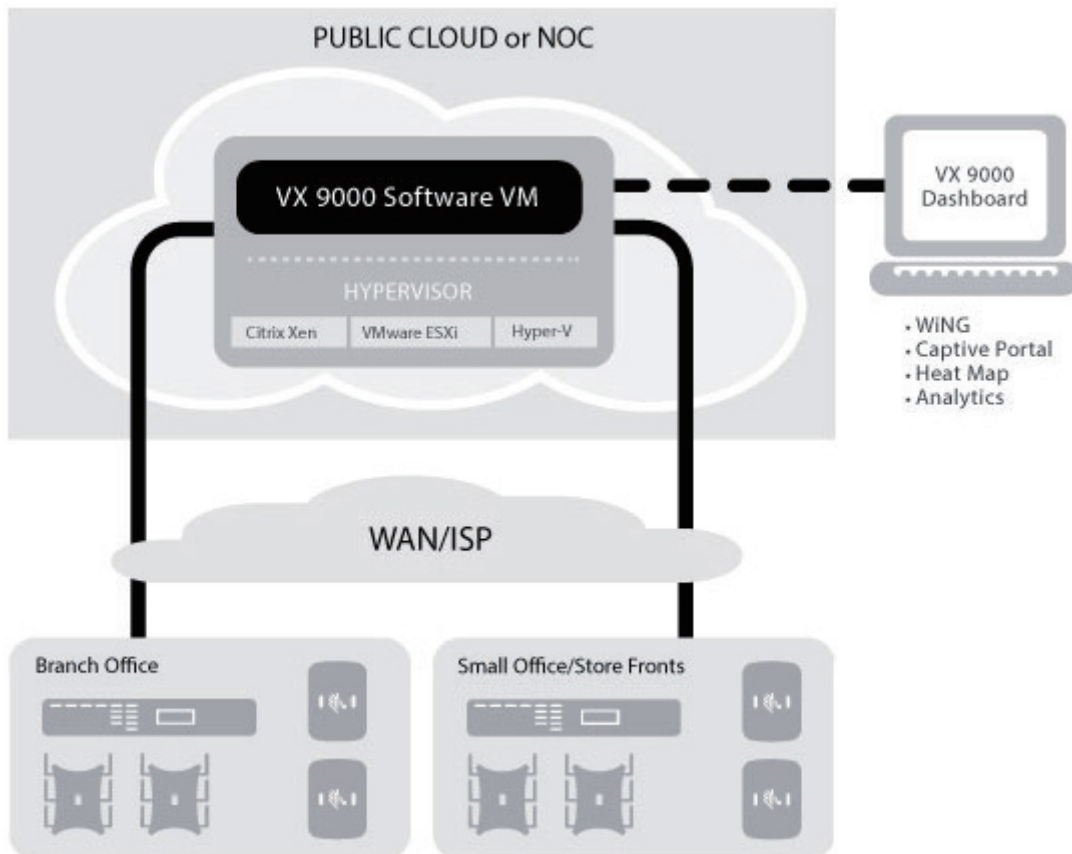 PUBLIC CLOUD or NOC
VX 9000 Software VM
HYPERVISOR
Citrix Xen
VMware ESXi
Hyper-V
VX 9000
Dashboard
• WiNG
• Captive Portal
• Heat Map
• Analytics
WAN/ISP
Branch Office
Small Office/Store Fronts